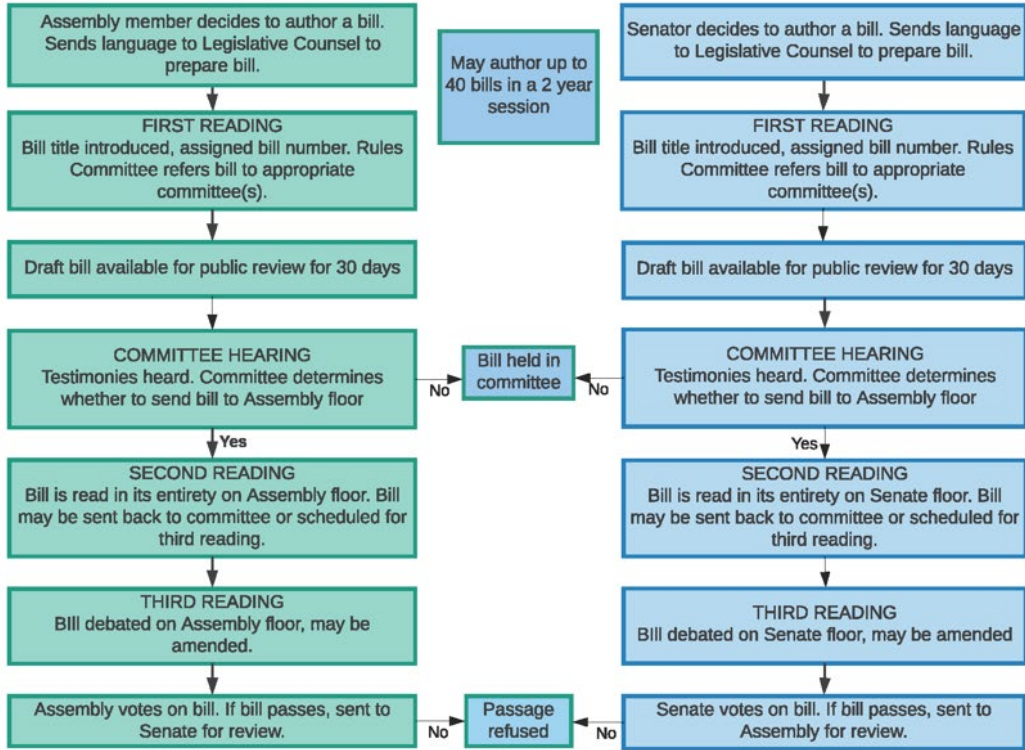 Assembly member decides to author a bill.
Sends language to Legislative Counsel to
prepare bill.
May author up to
40 bills in a 2 year
session
Senator decides to author a bill. Sends language
to Legislative Counsel to prepare bill.
FIRST READING
Bill title introduced, assigned bill number. Rules
Committee refers bill to appropriate
committee(s).
FIRST READING
Bill title introduced, assigned bill number. Rules
Committee refers bill to appropriate
committee(s).
Draft bill available for public review for 30 days
Draft bill available for public review for 30 days
COMMITTEE HEARING
Testimonies heard. Committee determines
whether to send bill to Assembly floor
No
Bill held in
committee
No
COMMITTEE HEARING
Testimonies heard. Committee determines
whether to send bill to Assembly floor
Yes
Yes
SECOND READING
Bill is read in its entirety on Assembly floor. Bill
may be sent back to committee or scheduled for
third reading.
SECOND READING
Bill is read in its entirety on Senate floor. Bill
may be sent back to committee or scheduled for
third reading.
THIRD READING
BIll debated on Assembly floor, may be
amended.
THIRD READING
BIll debated on Senate floor, may be amended
Assembly votes on bill. If bill passes, sent to
Senate for review.
No
Passage
refused
No
Senate votes on bill. If bill passes, sent to
Assembly for review.